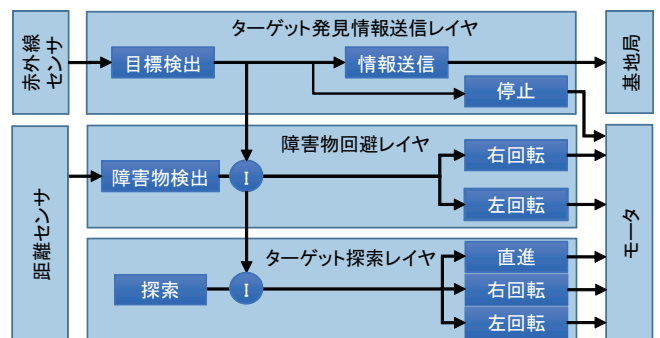 赤外線
センサ
ターゲット発見情報送信レイヤ
目標検出
情報送信
停止
基地局
距離センサ
障害物回避レイヤ
障害物検出
I
右回転
左回転
モータ
ターゲット探索レイヤ
探索
I
直進
右回転
左回転